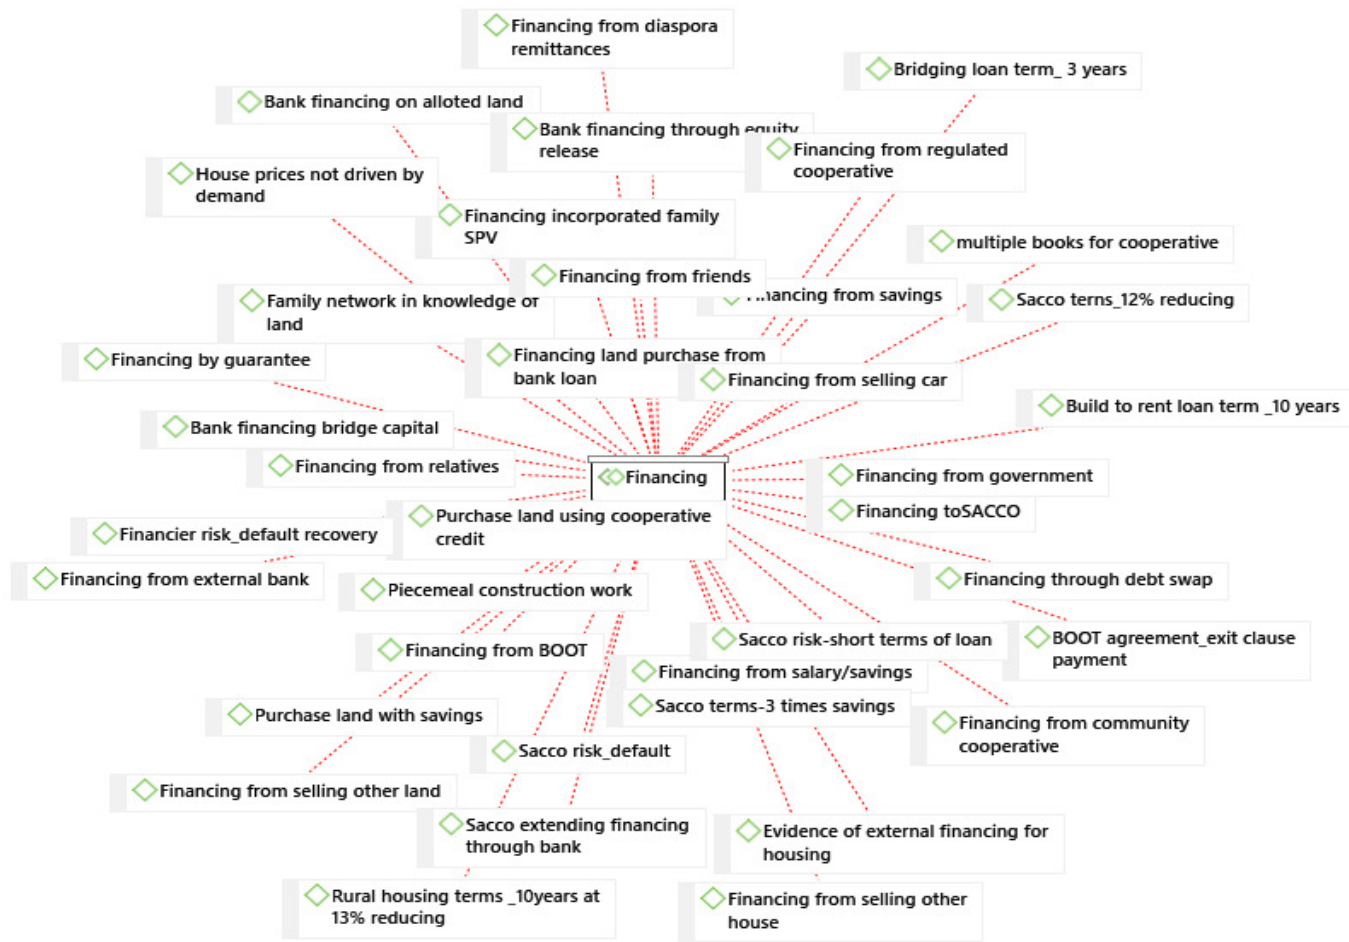 Financing from diaspora
remittances
Bridging loan term_ 3 years
Bank financing on alloted land
Bank financing through equity
release
Financing from regulated
cooperative
House prices not driven by
demand
Financing incorporated family
SPV
multiple books for cooperative
Financing from friends
Financing from savings
Sacco terns_12% reducing
Family network in knowledge of
land
Financing by guarantee
Financing land purchase from
bank loan
Financing from selling car
Build to rent loan term _10 years
Bank financing bridge capital
Financing from relatives
Financing
Financing from government
Financing toSACCO
Purchase land using cooperative
credit
Financier risk_default recovery
Financing from external bank
Piecemeal construction work
Financing through debt swap
Sacco risk-short terms of loan
BOOT agreement_exit clause
payment
Financing from BOOT
Financing from salary/savings
Sacco terms-3 times savings
Purchase land with savings
Financing from community
cooperative
Sacco risk_default
Financing from selling other land
Sacco extending financing
through bank
Evidence of external financing for
housing
Rural housing terms _10years at
13% reducing
Financing from selling other
house